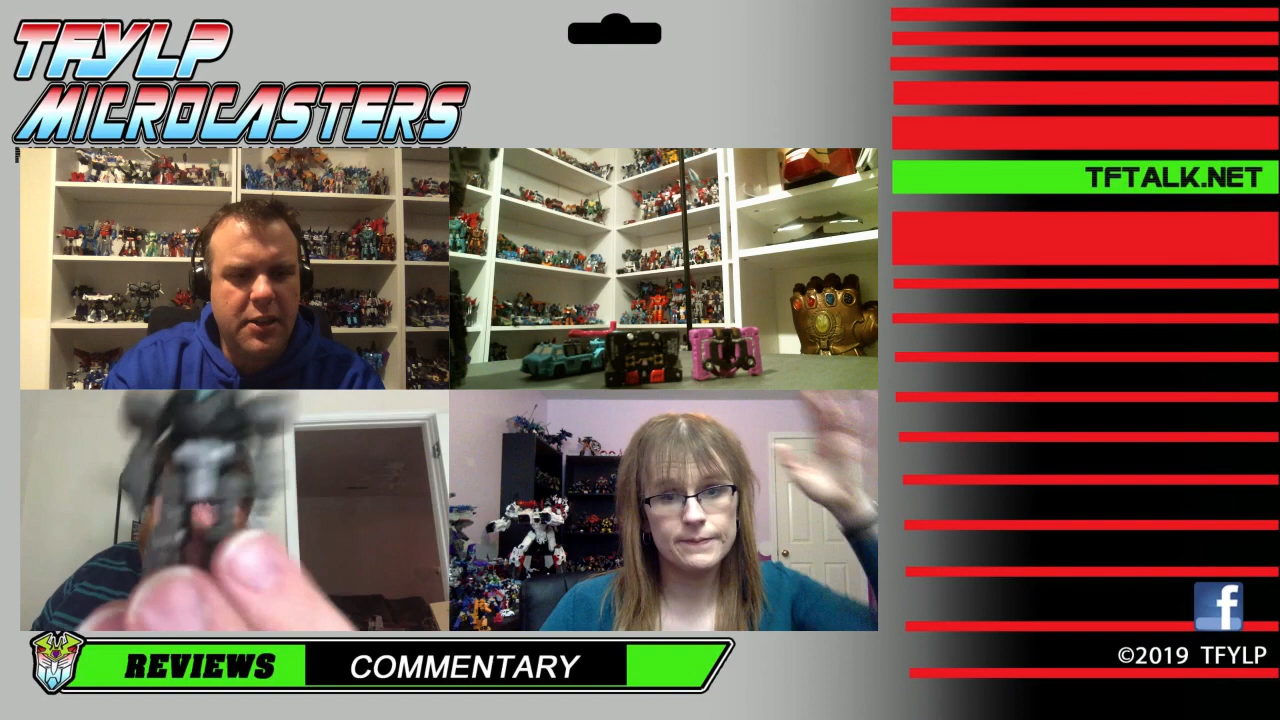 TFYLP
MICROCASTERS
TFTALK.NET
f
©2019 TFYLP
REVIEWS
COMMENTARY